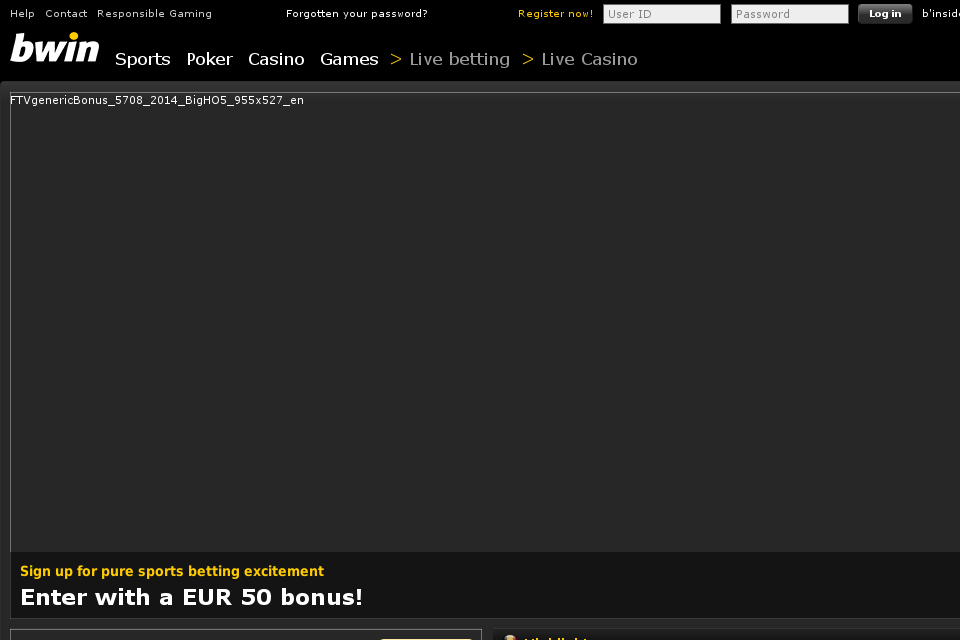 Help Contact Responsible Gaming Forgotten your password? Register now! User ID Password Log in
bwin Sports Poker Casino Games > Live betting > Live Casino
FTVgenericBonus_5708_2014_BigHO5_955x527_en
Sign up for pure sports betting excitement
Enter with a EUR 50 bonus!